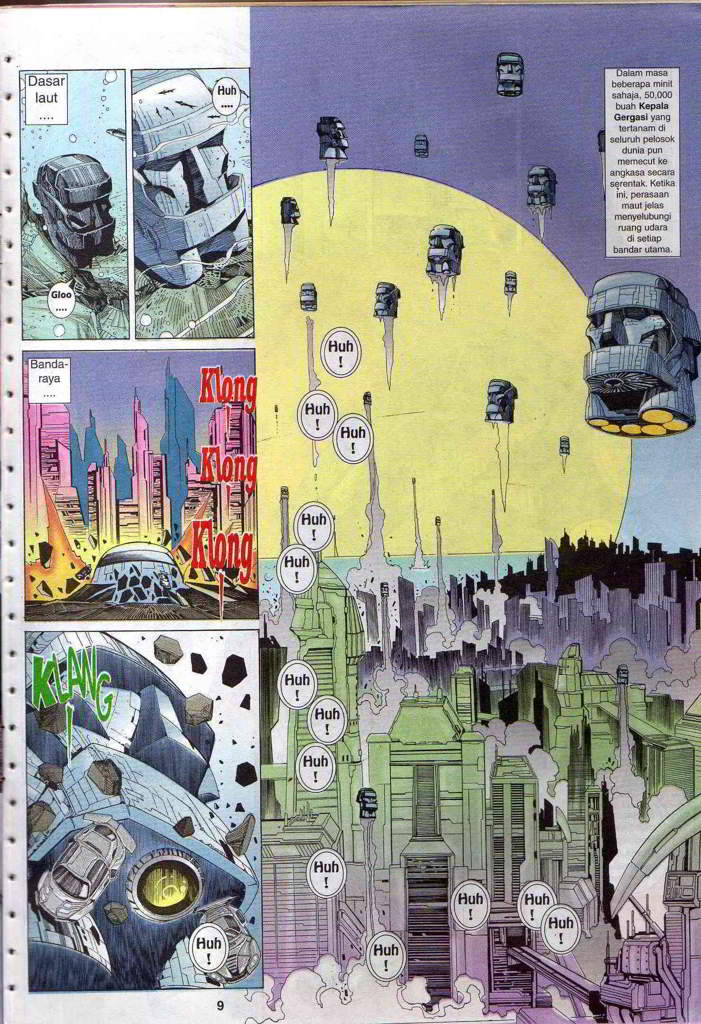 Dasar
laut
....
Huh
....
Gloo
....
Banda-
raya
....
Klong
Klong
Klong
KLANG
!
Huh
!
Dalam masa
beberapa minit
sahaja, 50,000
buah Kepala
Gergasi yang
tertanam di
seluruh pelosok
dunia pun
memecut ke
angkasa secara
serentak. Ketika
ini, perasaan
maut jelas
menyelubungi
ruang udara
di setiap
bandar utama.
Huh
!
Huh
!
Huh
!
Huh
!
Huh
!
Huh
!
Huh
!
Huh
!
Huh
!
Huh
!
Huh
!
Huh
!
Huh
!
9